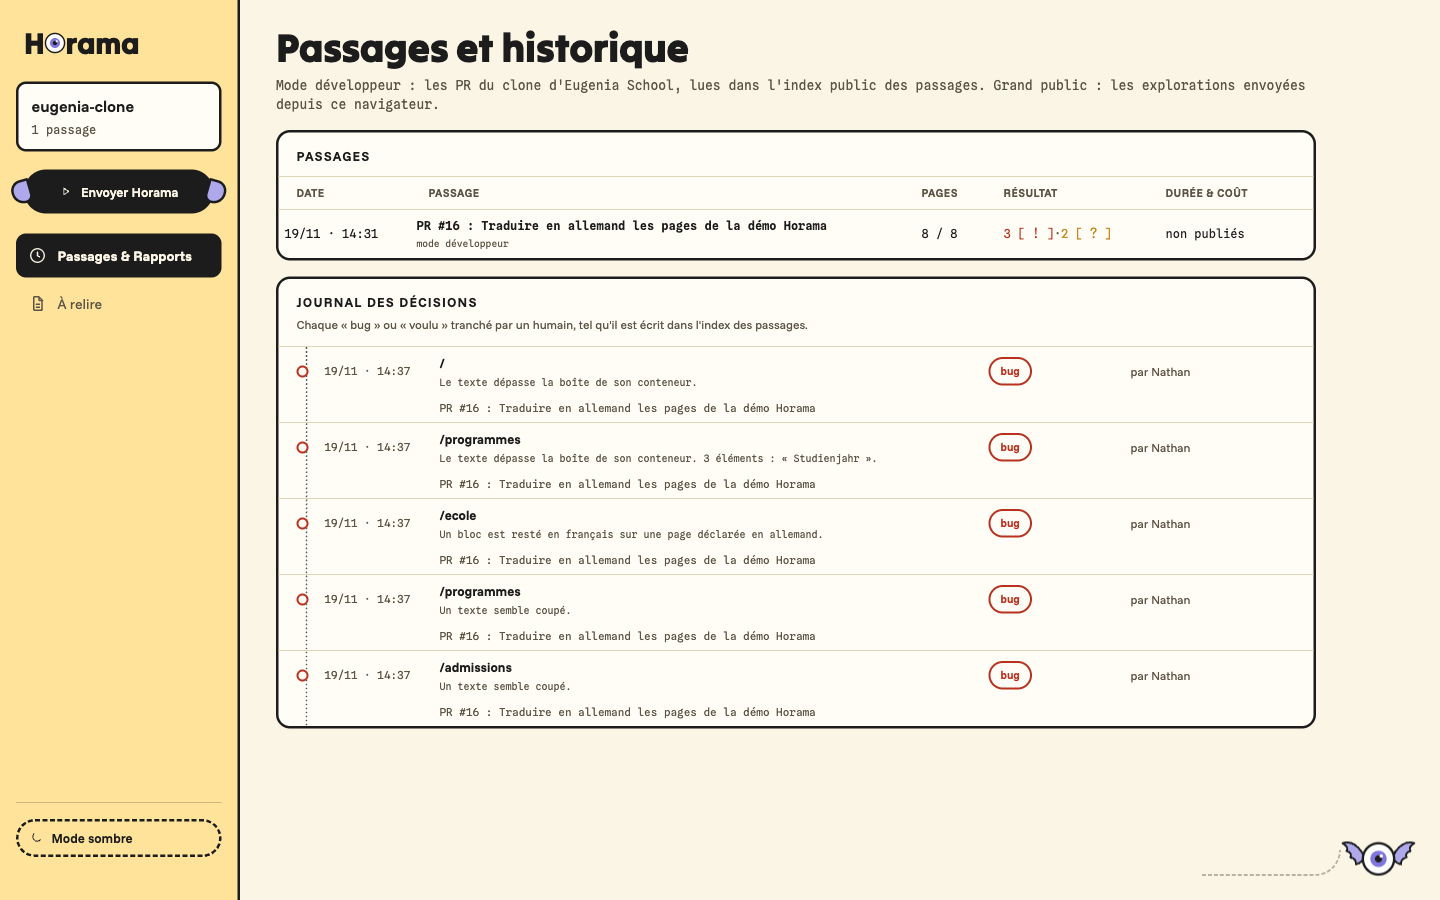 Horama
eugenia-clone
1 passage
Envoyer Horama
Passages & Rapports
À relire
Mode sombre
Passages et historique
Mode développeur : les PR du clone d'Eugenia School, lues dans l'index public des passages. Grand public : les explorations envoyées
depuis ce navigateur.
PASSAGES
DATE PASSAGE PAGES RÉSULTAT DURÉE & COÛT
19/11 · 14:31 PR #16 : Traduire en allemand les pages de la démo Horama 8 / 8 3 [ ! ]·2 [ ? ] non publiés
mode développeur
JOURNAL DES DÉCISIONS
Chaque « bug » ou « voulu » tranché par un humain, tel qu'il est écrit dans l'index des passages.
19/11 · 14:37 / bug par Nathan
Le texte dépasse la boîte de son conteneur.
PR #16 : Traduire en allemand les pages de la démo Horama
19/11 · 14:37 /programmes bug par Nathan
Le texte dépasse la boîte de son conteneur. 3 éléments : « Studienjahr ».
PR #16 : Traduire en allemand les pages de la démo Horama
19/11 · 14:37 /ecole bug par Nathan
Un bloc est resté en français sur une page déclarée en allemand.
PR #16 : Traduire en allemand les pages de la démo Horama
19/11 · 14:37 /programmes bug par Nathan
Un texte semble coupé.
PR #16 : Traduire en allemand les pages de la démo Horama
19/11 · 14:37 /admissions bug par Nathan
Un texte semble coupé.
PR #16 : Traduire en allemand les pages de la démo Horama